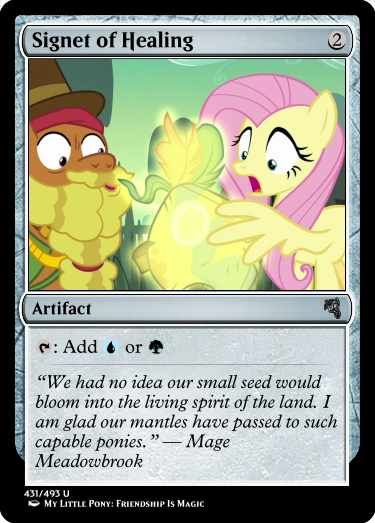 Signet of Healing 2
Artifact
: Add or
“We had no idea our small seed would
bloom into the living spirit of the land. I
am glad our mantles have passed to such
capable ponies.” — Mage
Meadowbrook
431/493 U
My Little Pony: Friendship Is Magic